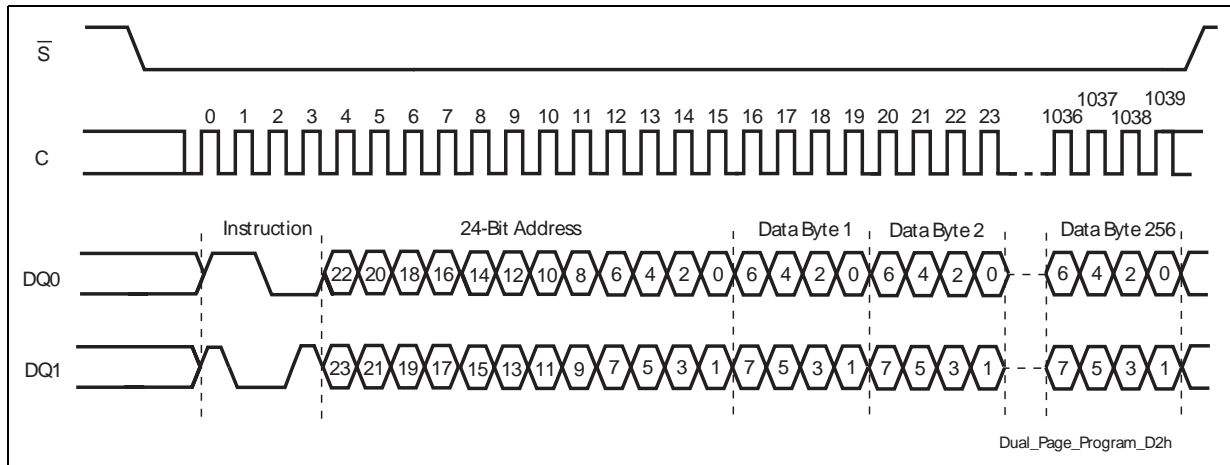 S
0 1 2 3 4 5 6 7 8 9 10 11 12 13 14 15 16 17 18 19 20 21 22 23 1036 1037 1038 1039
C
Instruction 24-Bit Address Data Byte 1 Data Byte 2 Data Byte 256
DQ0 22 20 18 16 14 12 10 8 6 4 2 0 6 4 2 0 6 4 2 0 6 4 2 0
DQ1 23 21 19 17 15 13 11 9 7 5 3 1 7 5 3 1 7 5 3 1 7 5 3 1
Dual_Page_Program_D2h